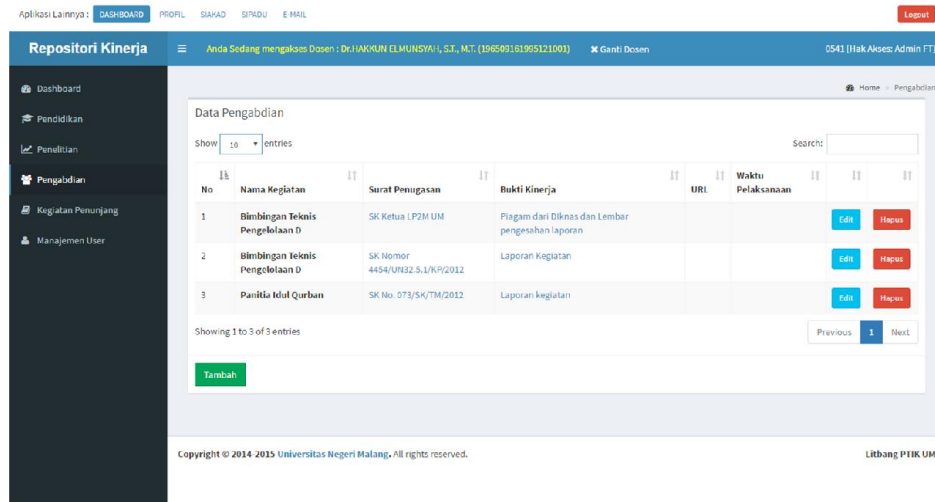 Aplikasi Lainnya : DASHBOARD PROFIL SIAKAD SIPADU E-MAIL Logout
Repositori Kinerja Anda Sedang mengakses Dosen : Dr.HAKKUN ELMUNSYAH, S.T., M.T. (196509161995121001) ✖ Ganti Dosen 0541 [Hak Akses: Admin FT]
Home > Pengabdian
Dashboard
Pendidikan
Penelitian
Pengabdian
Kegiatan Penunjang
Manajemen User
Data Pengabdian
Show 10 entries Search:
No Nama Kegiatan Surat Penugasan Bukti Kinerja URL Waktu
Pelaksanaan
1 Bimbingan Teknis SK Ketua LP2M UM Piagam dari Diknas dan Lembar Edit Hapus
Pengelolaan D pengesahan laporan
2 Bimbingan Teknis SK Nomor Laporan Kegiatan Edit Hapus
Pengelolaan D 4454/UN32.5.1/KP/2012
3 Panitia Idul Qurban SK No. 073/SK/TM/2012 Laporan kegiatan Edit Hapus
Showing 1 to 3 of 3 entries Previous 1 Next
Tambah
Copyright © 2014-2015 Universitas Negeri Malang. All rights reserved. Litbang PTIK UM